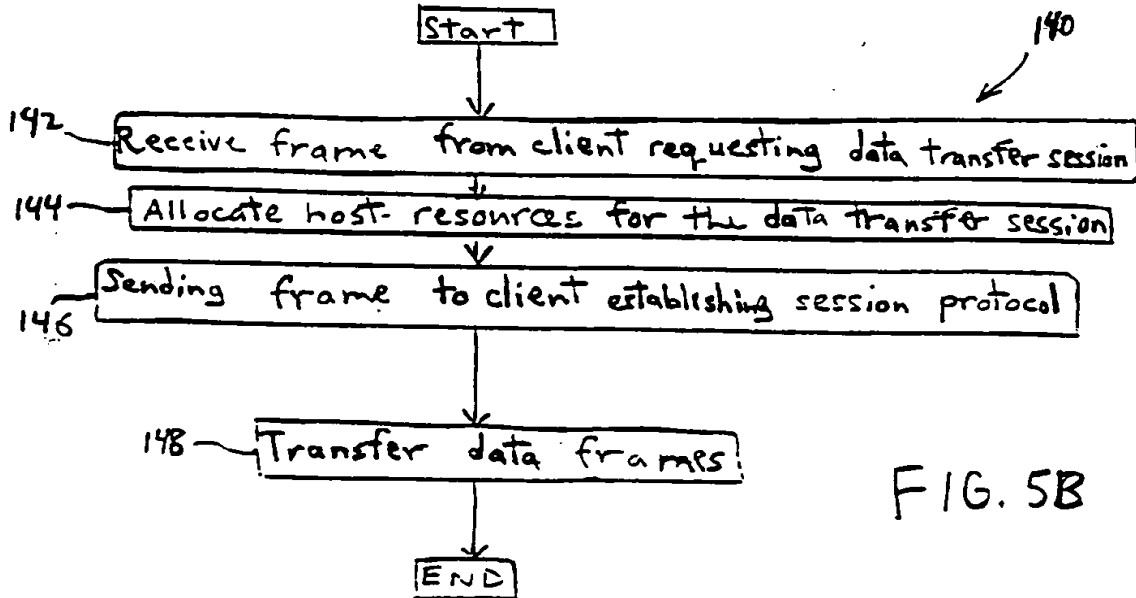 Start
140
142
Receive frame from client requesting data transfer session
144
Allocate host resources for the data transfer session
Sending frame to client establishing session protocol
146
148
Transfer data frames
FIG. 5B
END